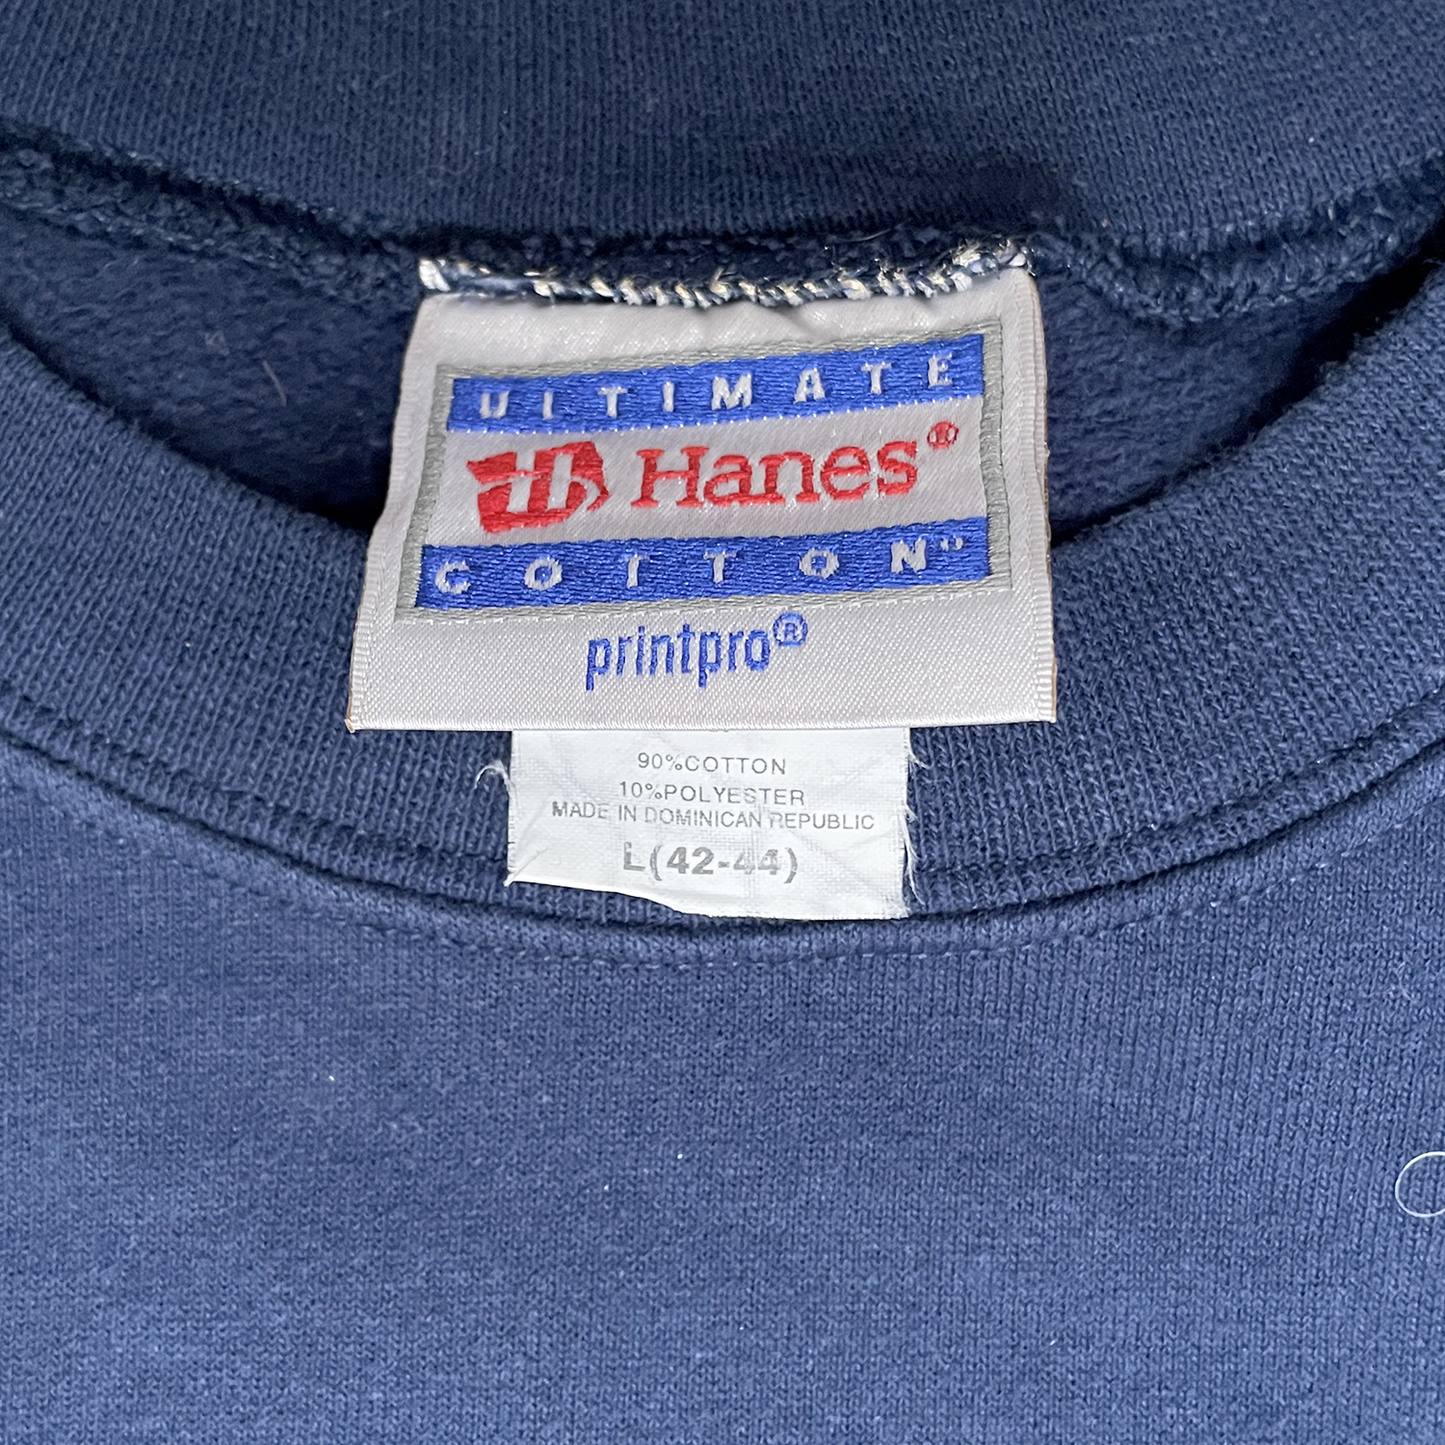 ULTIMATE
H Hanes®
COTTON"
printpro®
90%COTTON
10%POLYESTER
MADE IN DOMINICAN REPUBLIC
L(42-44)